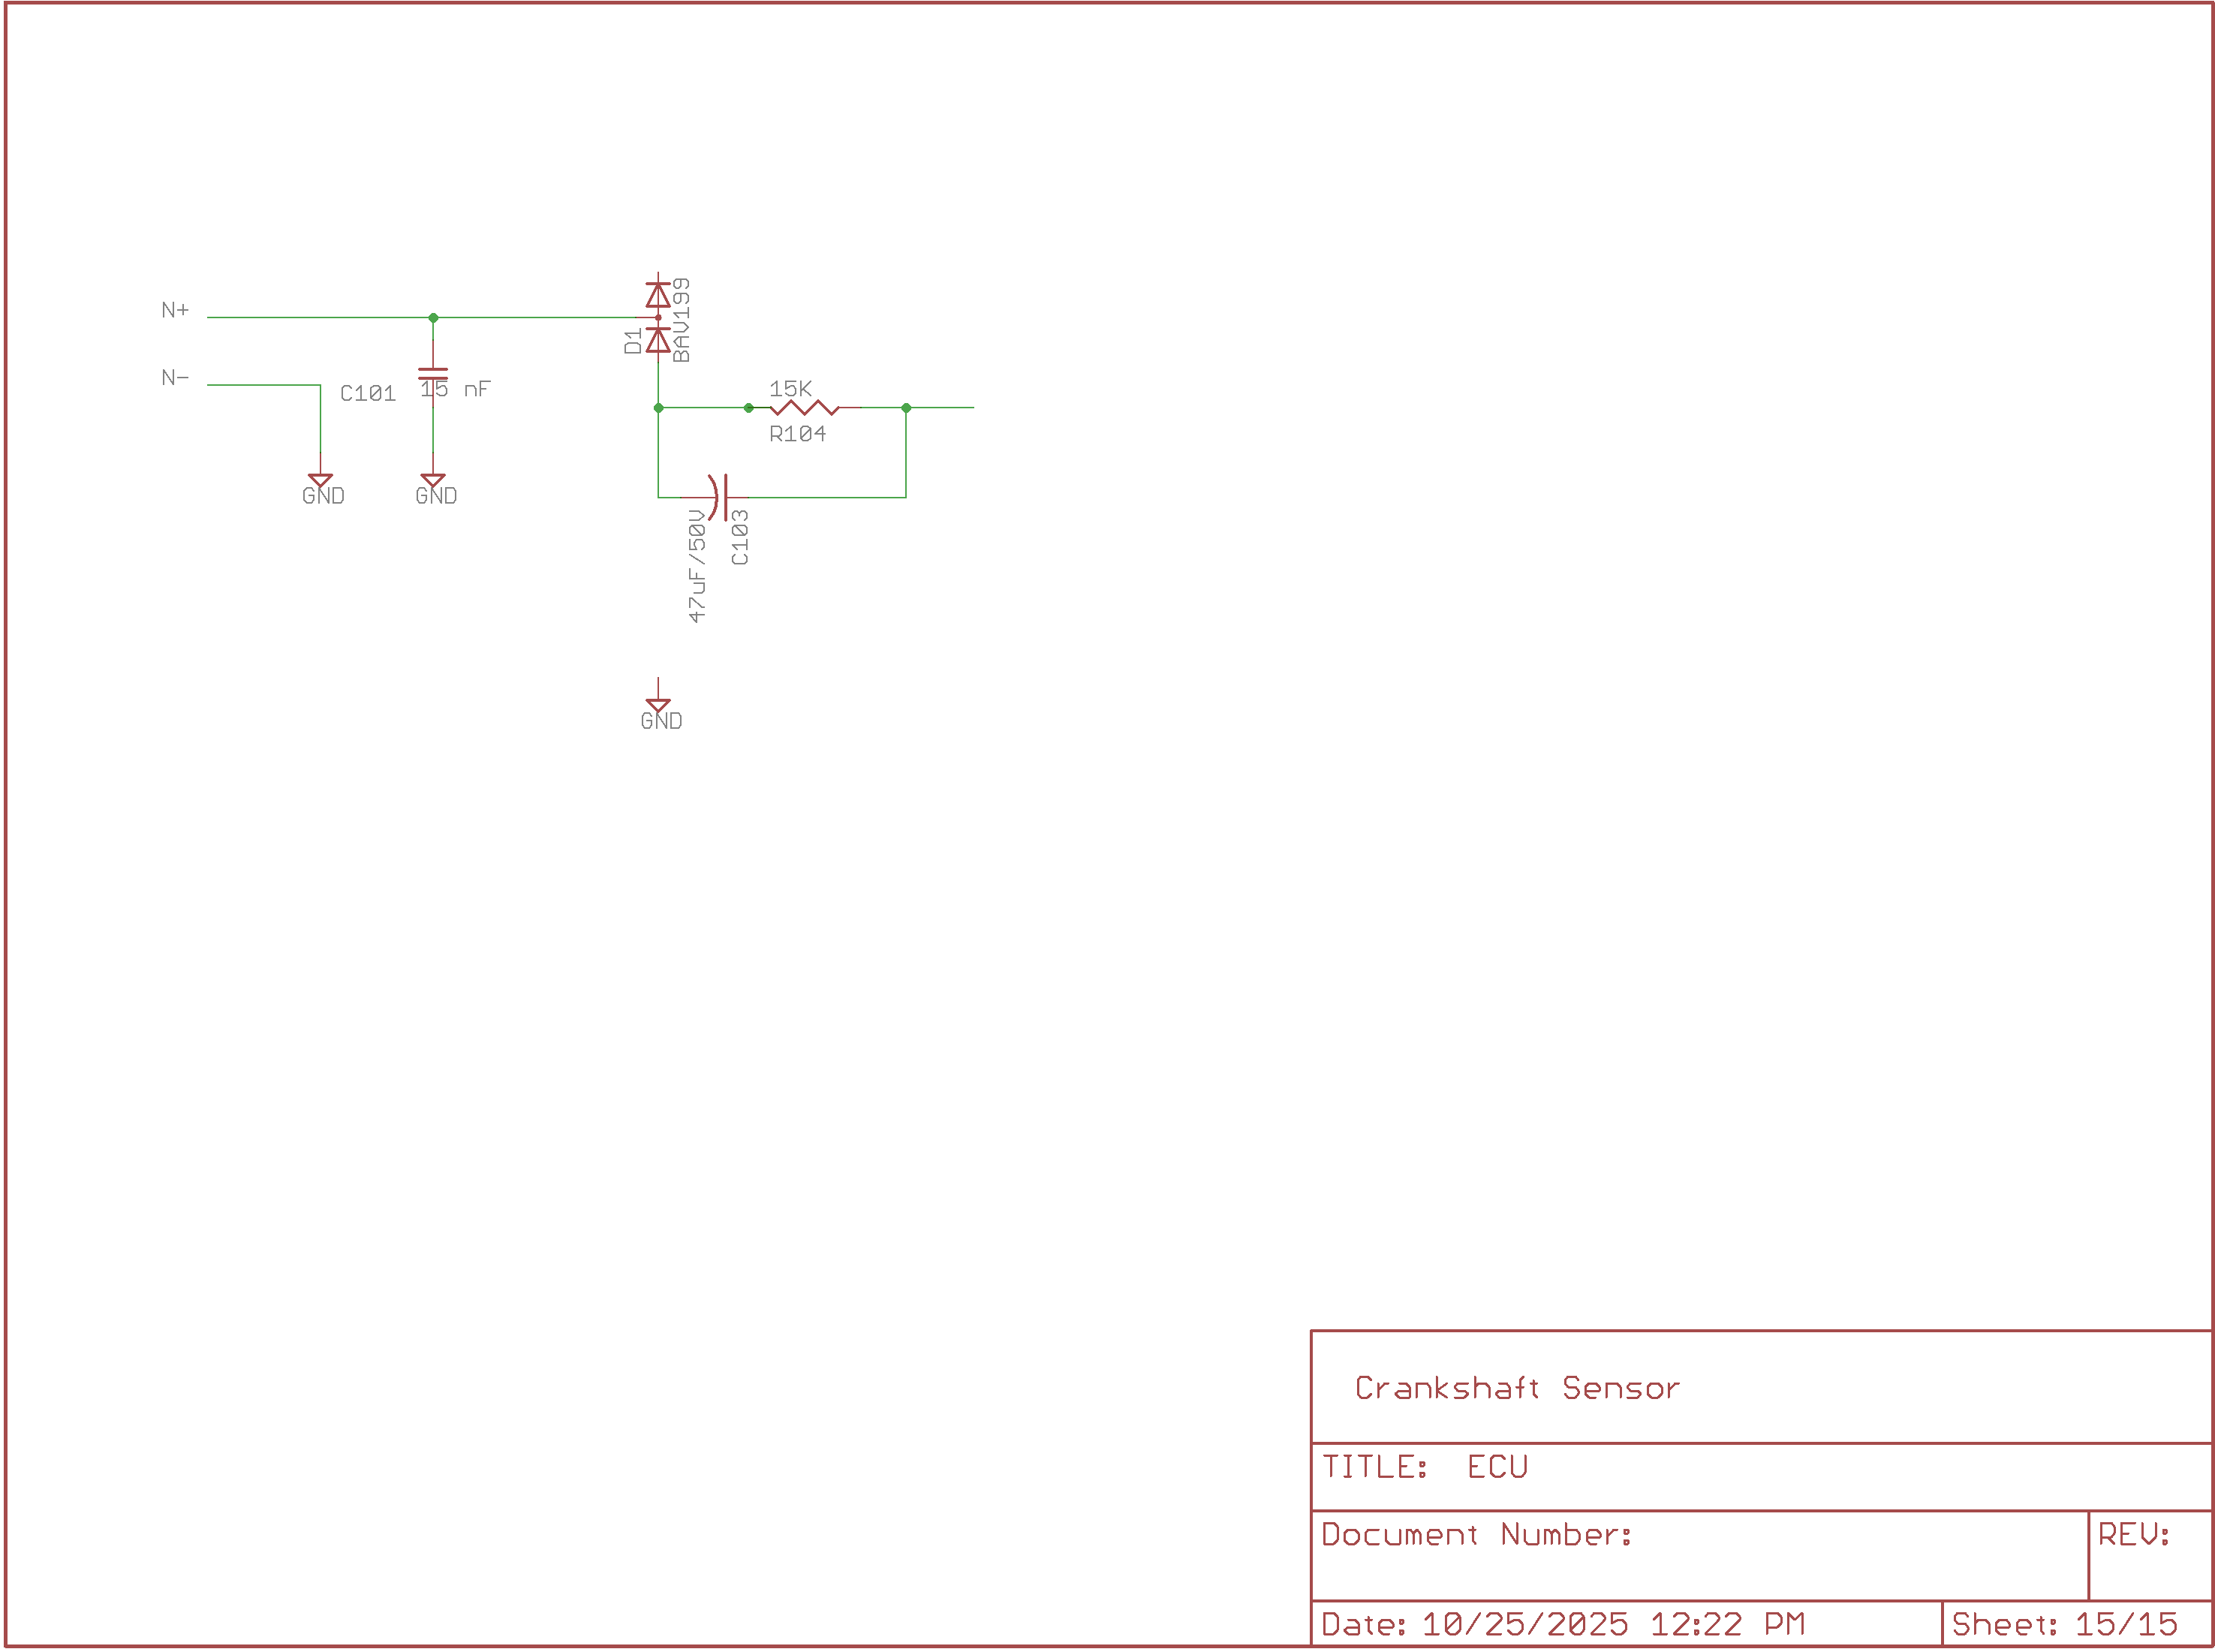 N+
N-
C101
15 nF
GND
GND
D1
BAV199
15K
R104
47uF/50V
C103
GND
Crankshaft Sensor
TITLE: ECU
Document Number:
REV:
Date: 10/25/2025 12:22 PM
Sheet: 15/15